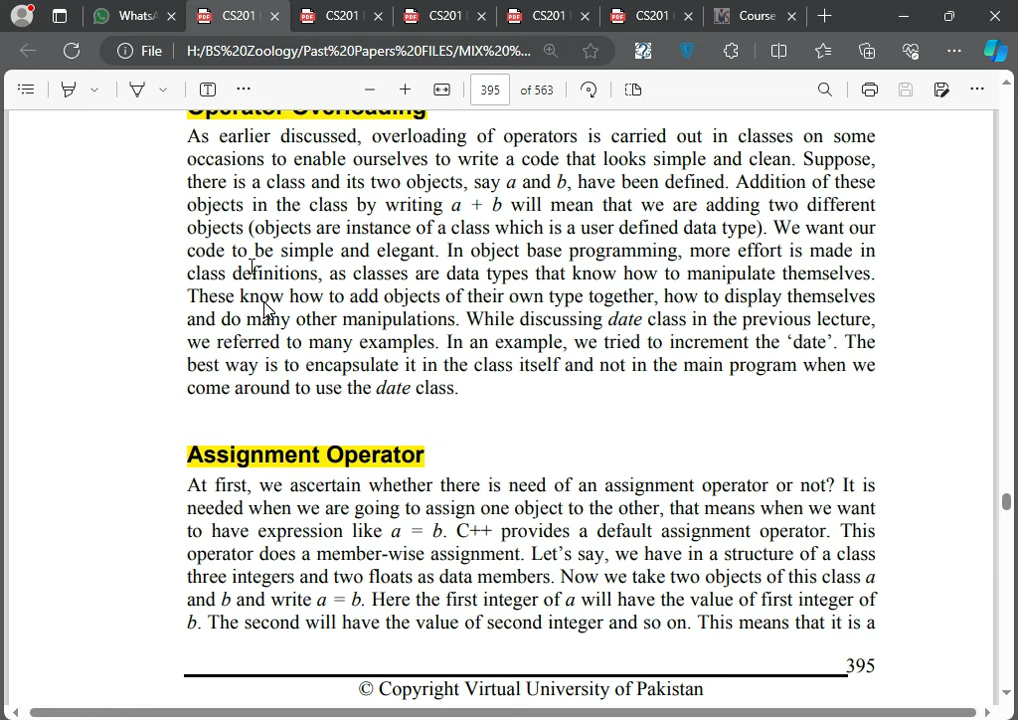 Whats
CS201
CS201
CS201
CS201
CS201
Course
File
H:/BS%20Zoology/Past%20Papers%20FILES/MIX%20%...
395 of 563
Operator Overloading
As earlier discussed, overloading of operators is carried out in classes on some
occasions to enable ourselves to write a code that looks simple and clean. Suppose,
there is a class and its two objects, say a and b, have been defined. Addition of these
objects in the class by writing a + b will mean that we are adding two different
objects (objects are instance of a class which is a user defined data type). We want our
code to be simple and elegant. In object base programming, more effort is made in
class definitions, as classes are data types that know how to manipulate themselves.
These know how to add objects of their own type together, how to display themselves
and do many other manipulations. While discussing date class in the previous lecture,
we referred to many examples. In an example, we tried to increment the ‘date’. The
best way is to encapsulate it in the class itself and not in the main program when we
come around to use the date class.
Assignment Operator
At first, we ascertain whether there is need of an assignment operator or not? It is
needed when we are going to assign one object to the other, that means when we want
to have expression like a = b. C++ provides a default assignment operator. This
operator does a member-wise assignment. Let’s say, we have in a structure of a class
three integers and two floats as data members. Now we take two objects of this class a
and b and write a = b. Here the first integer of a will have the value of first integer of
b. The second will have the value of second integer and so on. This means that it is a
395
© Copyright Virtual University of Pakistan